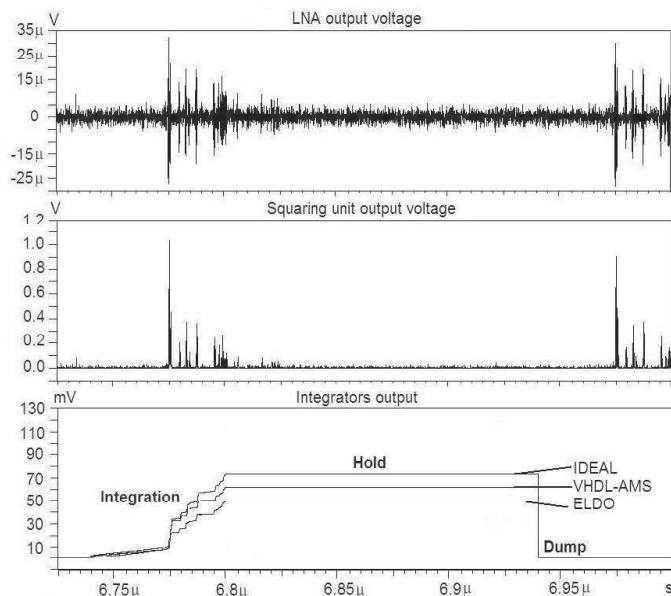 V LNA output voltage
35μ
25μ
15μ
0
-15μ
-25μ
V Squaring unit output voltage
1.2
1.0
0.8
0.6
0.4
0.2
0.0
mV Integrators output
130
110
90
70
50
30
10
Hold
IDEAL
Integration
VHDL-AMS
ELDO
Dump
6.75μ 6.8μ 6.85μ 6.9μ 6.95μ s